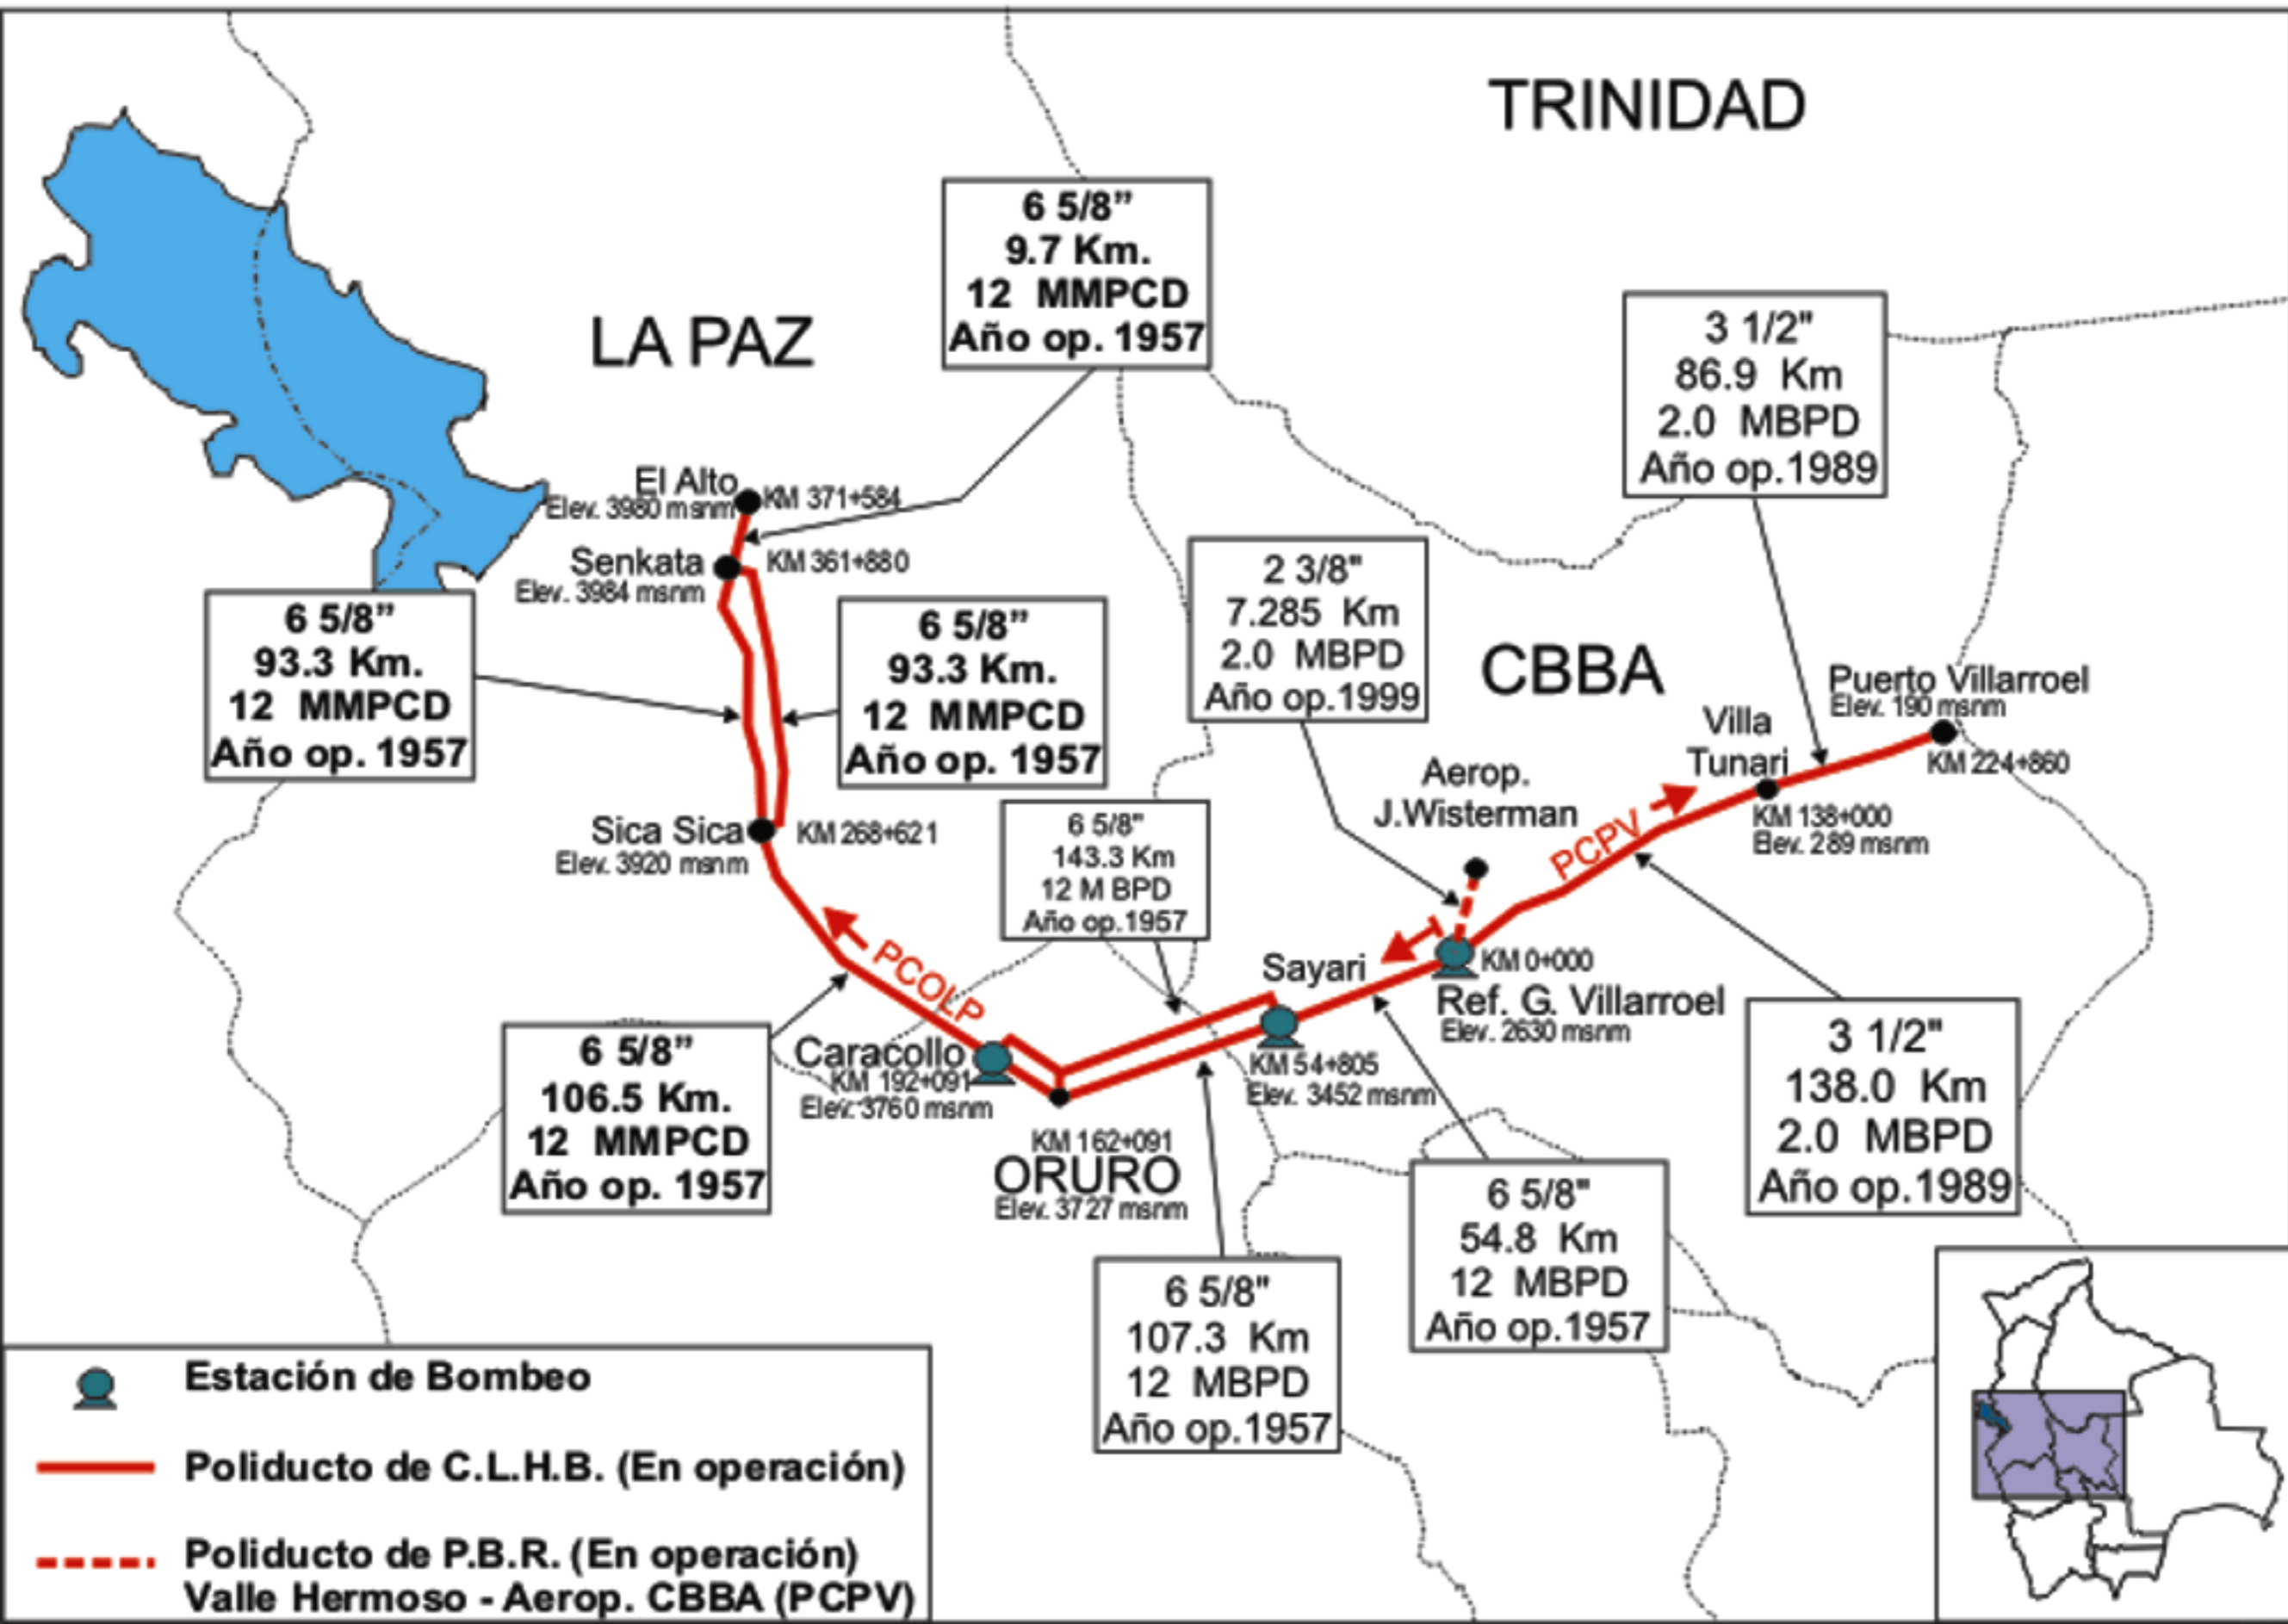 TRINIDAD
6 5/8”
9.7 Km.
12 MMPCD
Año op. 1957
LA PAZ
3 1/2"
86.9 Km
2.0 MBPD
Año op.1989
El Alto
Elev. 3980 msnm
KM 371+584
Senkata
Elev. 3984 msnm
KM 361+880
2 3/8"
7.285 Km
2.0 MBPD
Año op.1999
6 5/8”
93.3 Km.
12 MMPCD
Año op. 1957
6 5/8”
93.3 Km.
12 MMPCD
Año op. 1957
CBBA
Puerto Villarroel
Elev. 190 msnm
KM 224+860
Villa
Tunari
KM 138+000
Elev. 289 msnm
Aerop.
J.Wisterman
PCPV
Sica Sica
Elev. 3920 msnm
KM 268+621
6 5/8"
143.3 Km
12 M BPD
Año op.1957
PCOLP
Sayari
KM 54+805
Elev. 3452 msnm
KM 0+000
Ref. G. Villarroel
Elev. 2630 msnm
6 5/8”
106.5 Km.
12 MMPCD
Año op. 1957
Caracollo
KM 192+091
Elev. 3760 msnm
KM 162+091
ORURO
Elev. 3727 msnm
3 1/2"
138.0 Km
2.0 MBPD
Año op.1989
6 5/8"
54.8 Km
12 MBPD
Año op.1957
6 5/8"
107.3 Km
12 MBPD
Año op.1957
Estación de Bombeo
Poliducto de C.L.H.B. (En operación)
Poliducto de P.B.R. (En operación)
Valle Hermoso - Aerop. CBBA (PCPV)